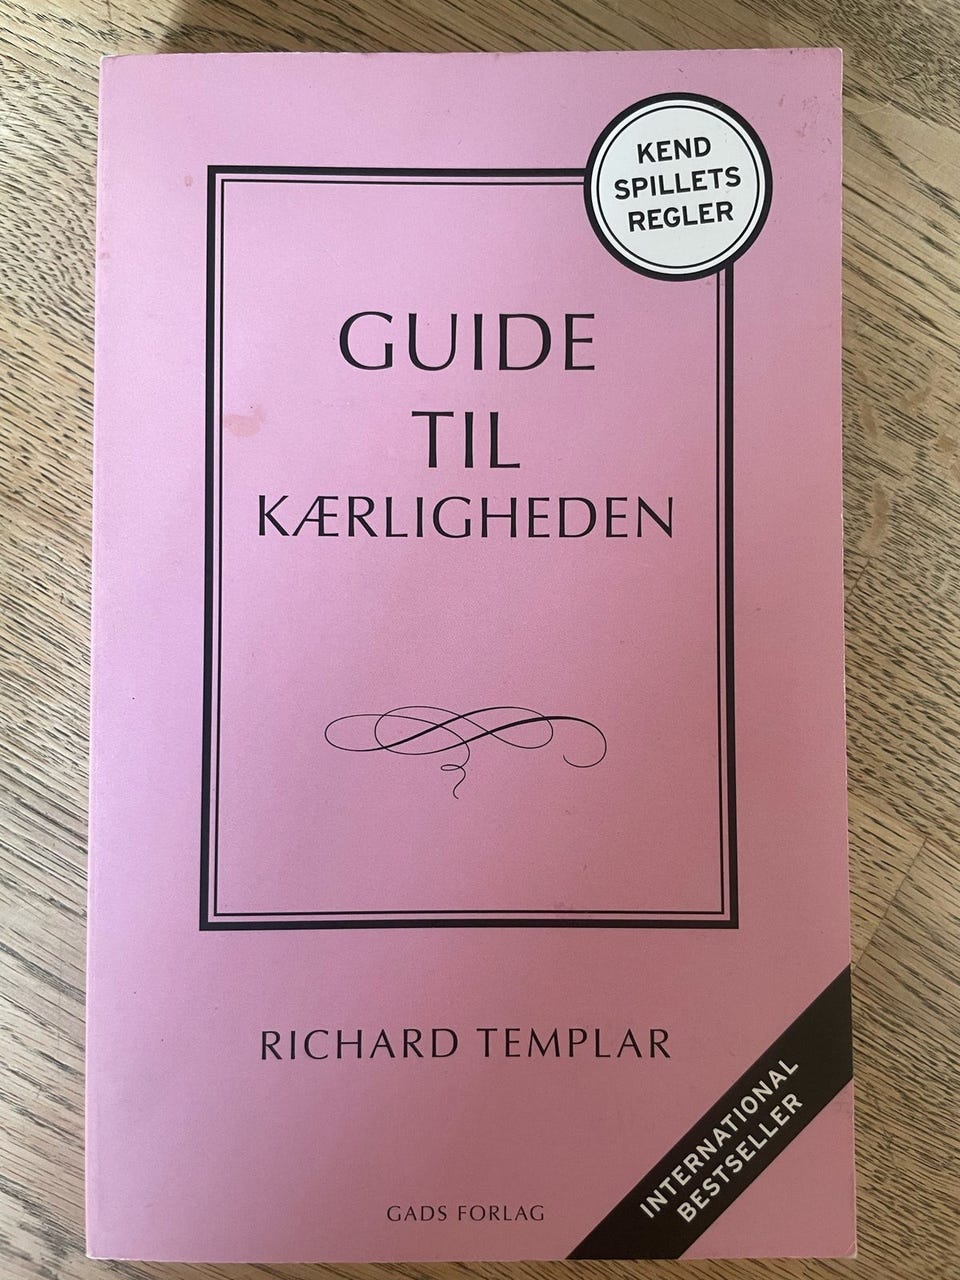 KEND
SPILLETS
REGLER
GUIDE
TIL
KÆRLIGHEDEN
RICHARD TEMPLAR
INTERNATIONAL
BESTSELLER
GADS FORLAG